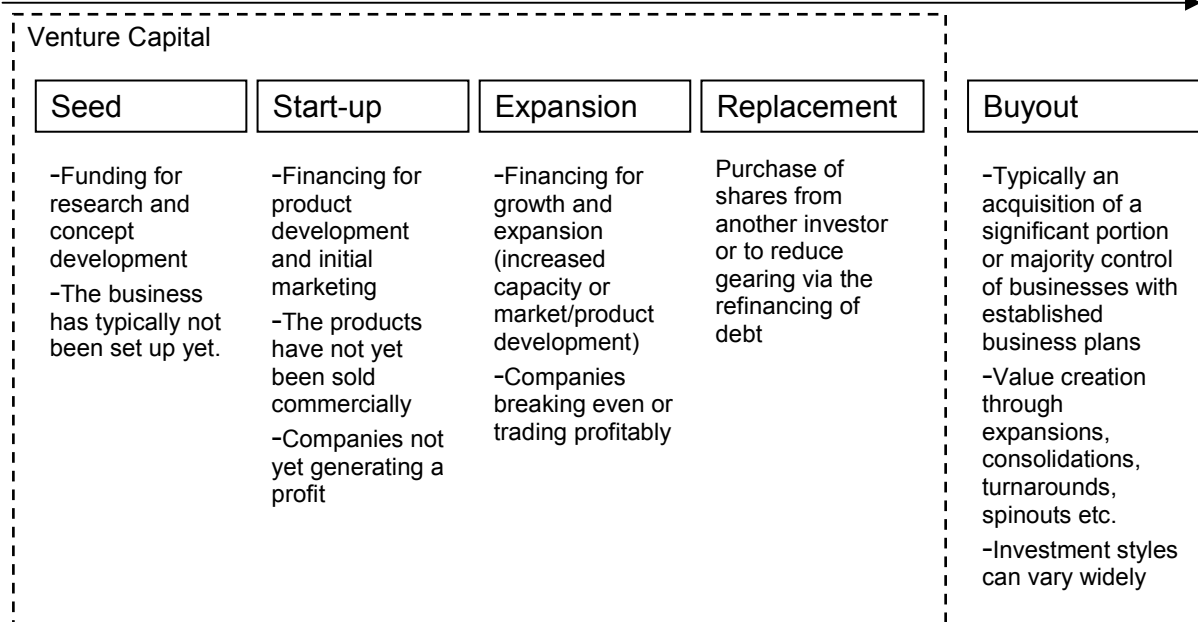 Venture Capital
Seed
-Funding for
research and
concept
development
-The business
has typically not
been set up yet.
Start-up
-Financing for
product
development
and initial
marketing
-The products
have not yet
been sold
commercially
-Companies not
yet generating a
profit
Expansion
-Financing for
growth and
expansion
(increased
capacity or
market/product
development)
-Companies
breaking even or
trading profitably
Replacement
Purchase of
shares from
another investor
or to reduce
gearing via the
refinancing of
debt
Buyout
-Typically an
acquisition of a
significant portion
or majority control
of businesses with
established
business plans
-Value creation
through
expansions,
consolidations,
turnarounds,
spinouts etc.
-Investment styles
can vary widely